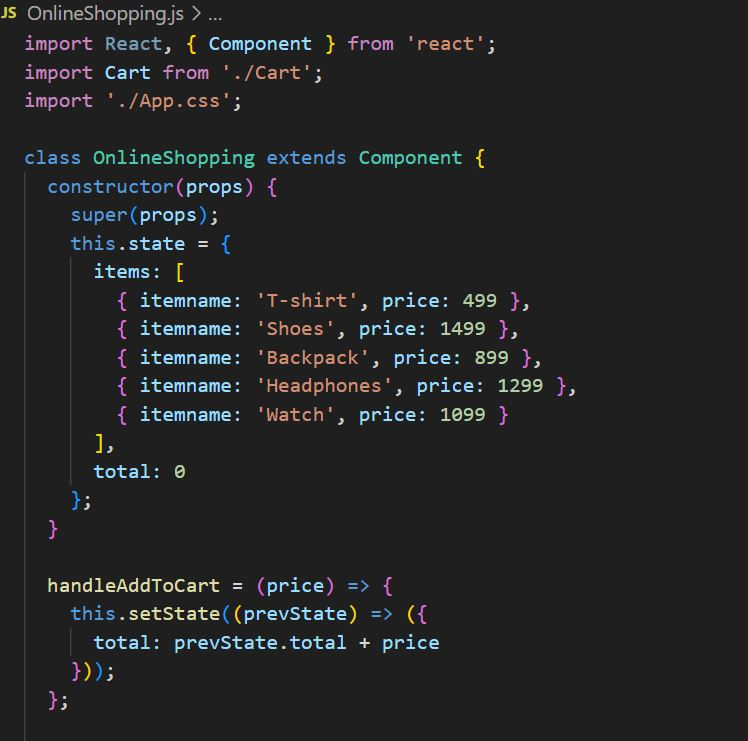 JS OnlineShopping.js > ...
import React, { Component } from 'react';
import Cart from './Cart';
import './App.css';

class OnlineShopping extends Component {
  constructor(props) {
    super(props);
    this.state = {
      items: [
        { itemname: 'T-shirt', price: 499 },
        { itemname: 'Shoes', price: 1499 },
        { itemname: 'Backpack', price: 899 },
        { itemname: 'Headphones', price: 1299 },
        { itemname: 'Watch', price: 1099 }
      ],
      total: 0
    };
  }

  handleAddToCart = (price) => {
    this.setState((prevState) => ({
      total: prevState.total + price
    }));
  };